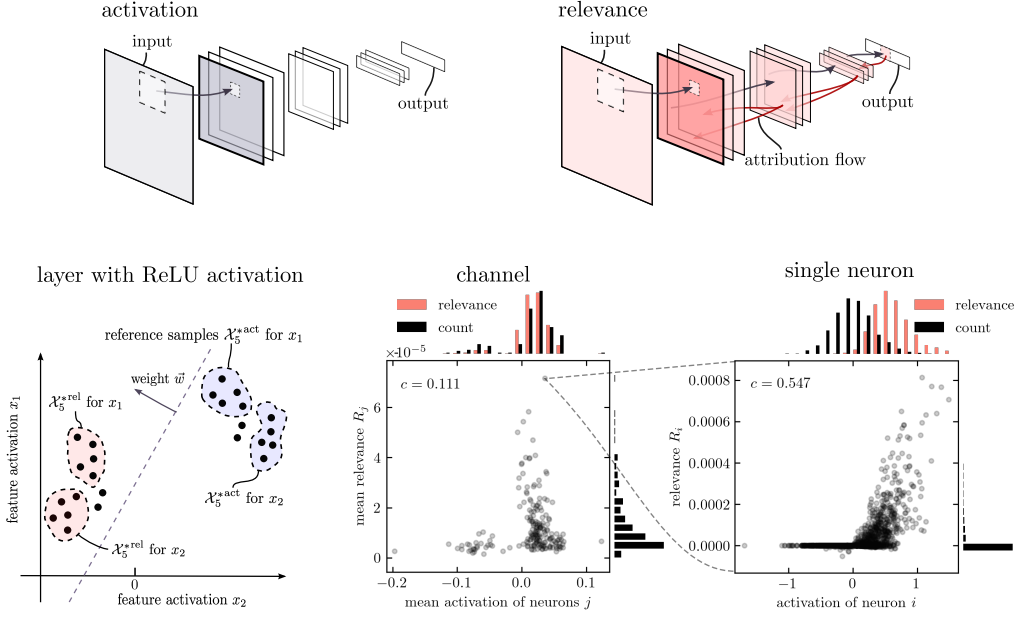 activation
input
output
relevance
input
output
attribution flow
layer with ReLU activation
reference samples 𝒳₅*ᵃᶜᵗ for x₁
weight w⃗
𝒳₅*ʳᵉˡ for x₁
𝒳₅*ᵃᶜᵗ for x₂
𝒳₅*ʳᵉˡ for x₂
feature activation x₁
0
feature activation x₂
channel
relevance
count
×10⁻⁵
c = 0.111
6
4
2
0
mean relevance Rⱼ
−0.2
−0.1
0.0
0.1
mean activation of neurons j
single neuron
relevance
count
c = 0.547
0.0008
0.0006
0.0004
0.0002
0.0000
relevance Rᵢ
−1
0
1
activation of neuron i